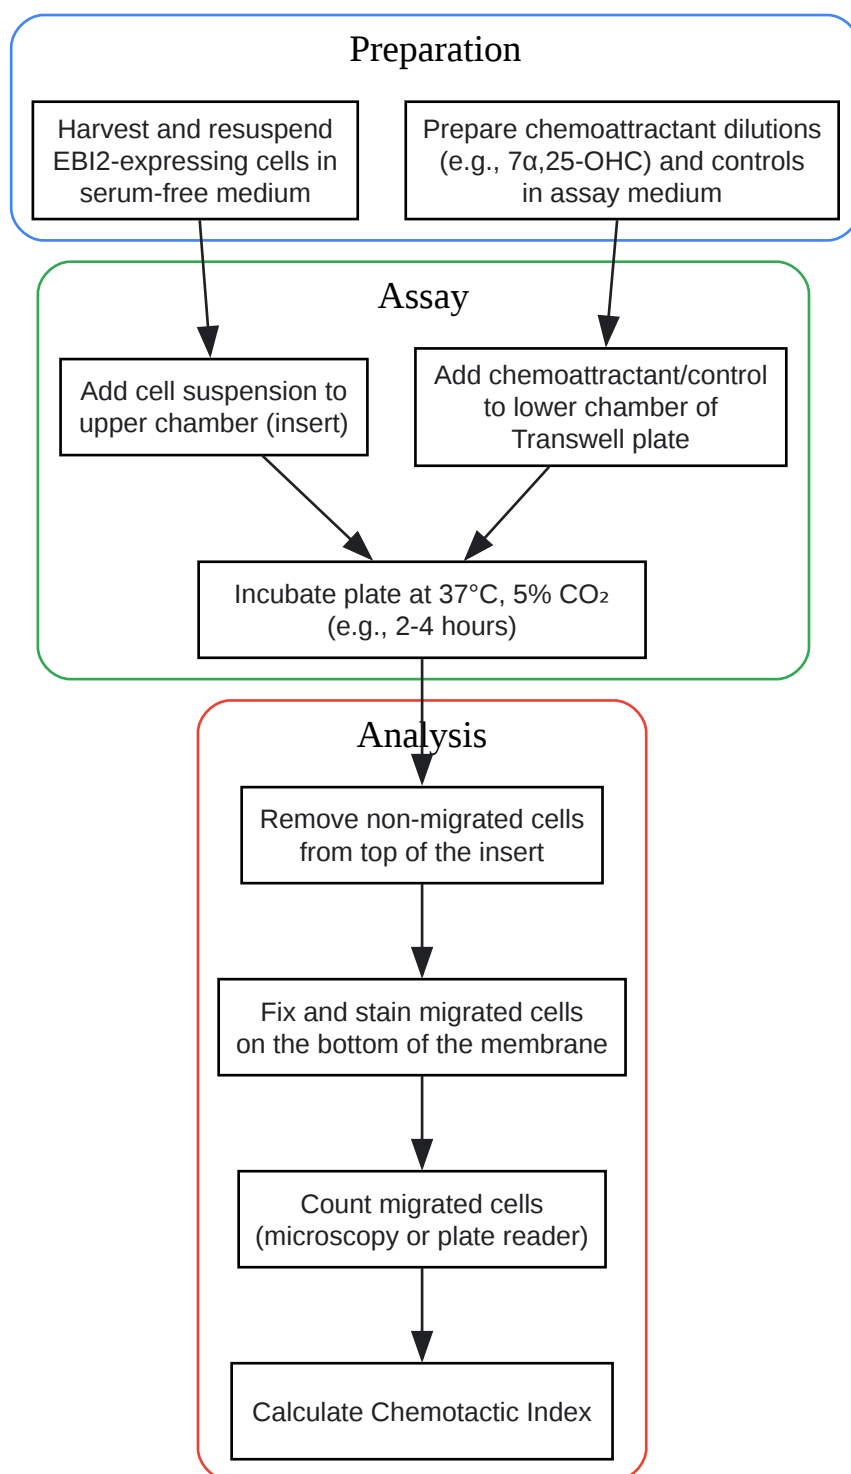 Preparation
Harvest and resuspend
EBI2-expressing cells in
serum-free medium
Prepare chemoattractant dilutions
(e.g., 7α,25-OHC) and controls
in assay medium
Assay
Add cell suspension to
upper chamber (insert)
Add chemoattractant/control
to lower chamber of
Transwell plate
Incubate plate at 37°C, 5% CO₂
(e.g., 2-4 hours)
Analysis
Remove non-migrated cells
from top of the insert
Fix and stain migrated cells
on the bottom of the membrane
Count migrated cells
(microscopy or plate reader)
Calculate Chemotactic Index